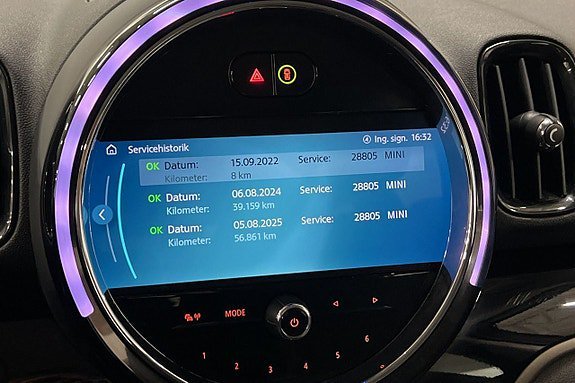 Servicehistorik
Ing. sign. 16:32
OK Datum: 15.09.2022 Service: 28805 MINI
Kilometer: 8 km
OK Datum: 06.08.2024 Service: 28805 MINI
Kilometer: 39.159 km
OK Datum: 05.08.2025 Service: 28805 MINI
Kilometer: 56.861 km
MODE
1 2 3 4 5 6